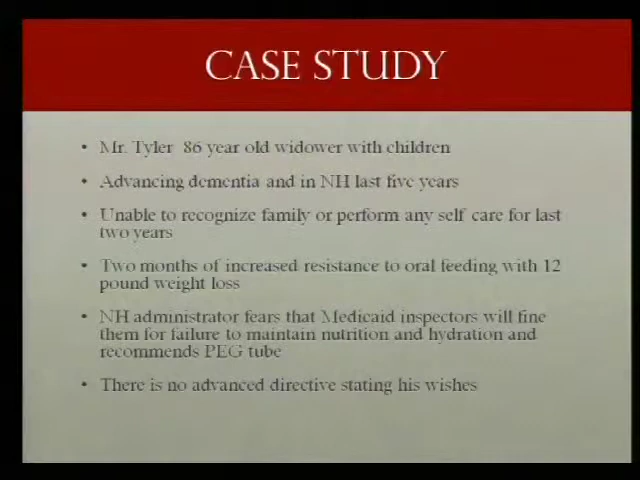 CASE STUDY
• Mr. Tyler 86 year old widower with children
• Advancing dementia and in NH last five years
• Unable to recognize family or perform any self care for last
two years
• Two months of increased resistance to oral feeding with 12
pound weight loss
• NH administrator fears that Medicaid inspectors will fine
them for failure to maintain nutrition and hydration and
recommends PEG tube
• There is no advanced directive stating his wishes